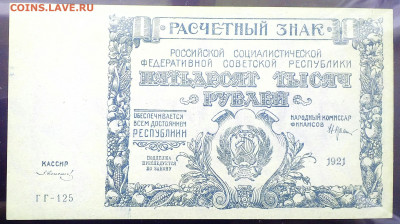 COINS.LAVE.RU
РАСЧЕТНЫЙ ЗНАК
РОССИЙСКОЙ СОЦИАЛИСТИЧЕСКОЙ
ФЕДЕРАТИВНОЙ СОВЕТСКОЙ РЕСПУБЛИКИ
ПЯТЬДЕСЯТ ТЫСЯЧ
РУБЛЕЙ
ОБЕСПЕЧИВАЕТСЯ
ВСЕМ ДОСТОЯНИЕМ
РЕСПУБЛИКИ
НАРОДНЫЙ КОМИССАР
ФИНАНСОВ
ПОДДЕЛКА
ПРЕСЛЕДУЕТСЯ
ПО ЗАКОНУ
1921
КАССИР
ГГ-125